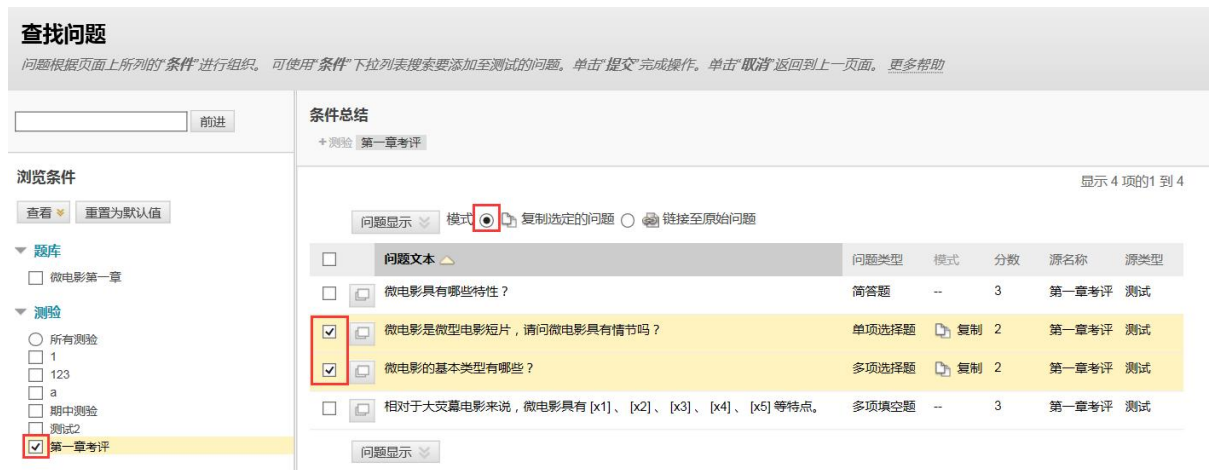 查找问题
问题根据页面上所列的“条件”进行组织。 可使用“条件”下拉列表搜索要添加至测试的问题。单击“提交”完成操作。单击“取消”返回到上一页面。 更多帮助
前进
浏览条件
查看 重置为默认值
题库
微电影第一章
测验
所有测验
1
123
a
期中测验
测试2
第一章考评
条件总结
+测验 第一章考评
显示 4 项的1 到 4
问题显示 模式 复制选定的问题 链接至原始问题
问题文本 问题类型 模式 分数 源名称 源类型
微电影具有哪些特性？ 简答题 -- 3 第一章考评 测试
微电影是微型电影短片，请问微电影具有情节吗？ 单项选择题 复制 2 第一章考评 测试
微电影的基本类型有哪些？ 多项选择题 复制 2 第一章考评 测试
相对于大荧幕电影来说，微电影具有 [x1] 、 [x2] 、 [x3] 、 [x4] 、 [x5] 等特点。 多项填空题 -- 3 第一章考评 测试
问题显示